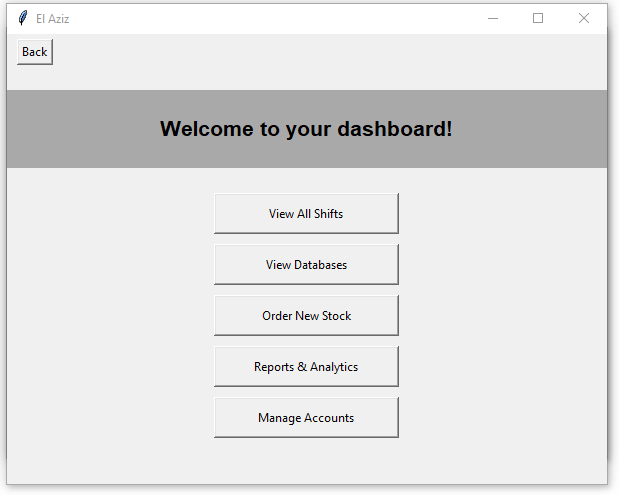 El Aziz
Back
Welcome to your dashboard!
View All Shifts
View Databases
Order New Stock
Reports & Analytics
Manage Accounts